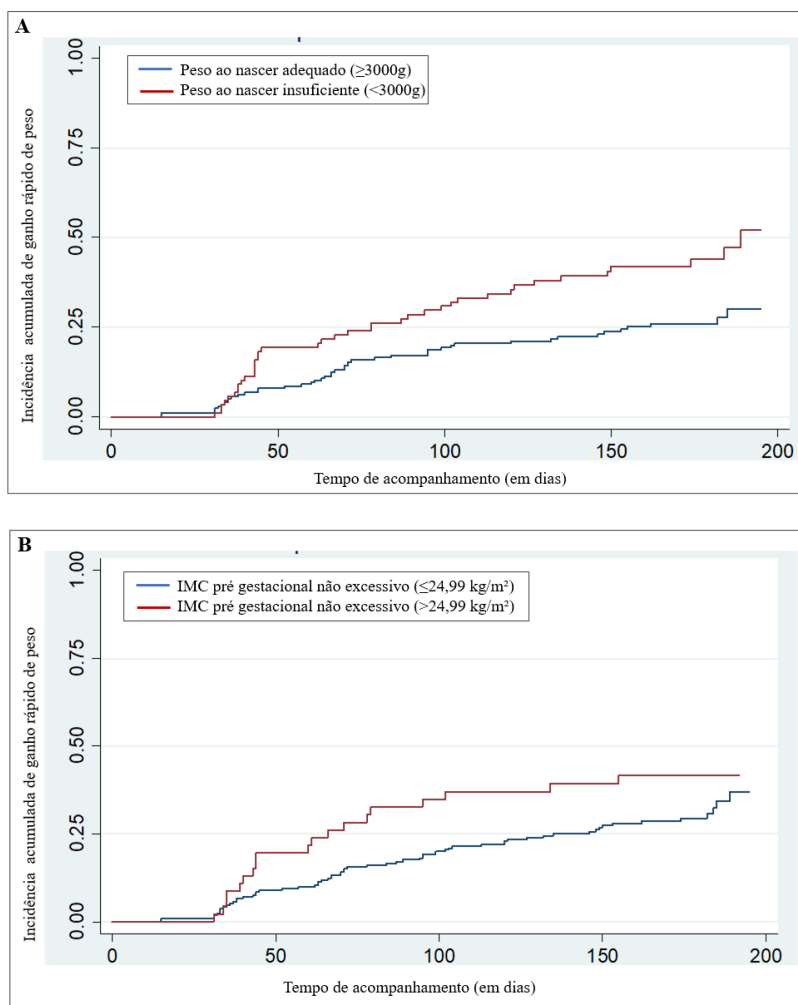 A
Incidência acumulada de ganho rápido de peso
1.00
0.75
0.50
0.25
0.00
Peso ao nascer adequado (≥3000g)
Peso ao nascer insuficiente (<3000g)
0 50 100 150 200
Tempo de acompanhamento (em dias)
B
Incidência acumulada de ganho rápido de peso
1.00
0.75
0.50
0.25
0.00
IMC pré gestacional não excessivo (≤24,99 kg/m²)
IMC pré gestacional não excessivo (>24,99 kg/m²)
0 50 100 150 200
Tempo de acompanhamento (em dias)